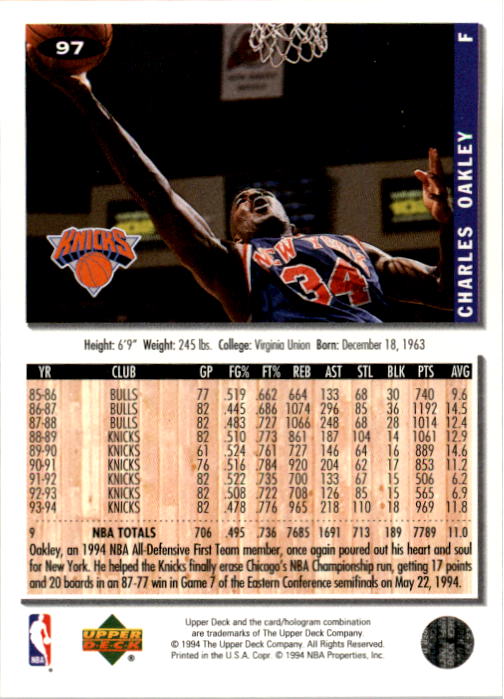 97
F
CHARLES OAKLEY
KNICKS
NEW YORK
34
Height: 6'9" Weight: 245 lbs. College: Virginia Union Born: December 18, 1963
YR CLUB GP FG% FT% REB AST STL BLK PTS AVG
85-86 BULLS 77 .519 .662 664 133 68 30 740 9.6
86-87 BULLS 82 .445 .686 1074 296 85 36 1192 14.5
87-88 BULLS 82 .483 .727 1066 248 68 28 1014 12.4
88-89 KNICKS 82 .510 .773 861 187 104 14 1061 12.9
89-90 KNICKS 61 .524 .761 727 146 64 16 889 14.6
90-91 KNICKS 76 .516 .784 920 204 62 17 853 11.2
91-92 KNICKS 82 .522 .735 700 133 67 15 506 6.2
92-93 KNICKS 82 .508 .722 708 126 85 15 565 6.9
93-94 KNICKS 82 .478 .776 965 218 110 18 969 11.8
9 NBA TOTALS 706 .495 .736 7685 1691 713 189 7789 11.0
Oakley, an 1994 NBA All-Defensive First Team member, once again poured out his heart and soul
for New York. He helped the Knicks finally erase Chicago's NBA Championship run, getting 17 points
and 20 boards in an 87-77 win in Game 7 of the Eastern Conference semifinals on May 22, 1994.
NBA
UPPER
DECK
Upper Deck and the card/hologram combination
are trademarks of The Upper Deck Company.
© 1994 The Upper Deck Company. All Rights Reserved.
Printed in the U.S.A. Copr. © 1994 NBA Properties, Inc.